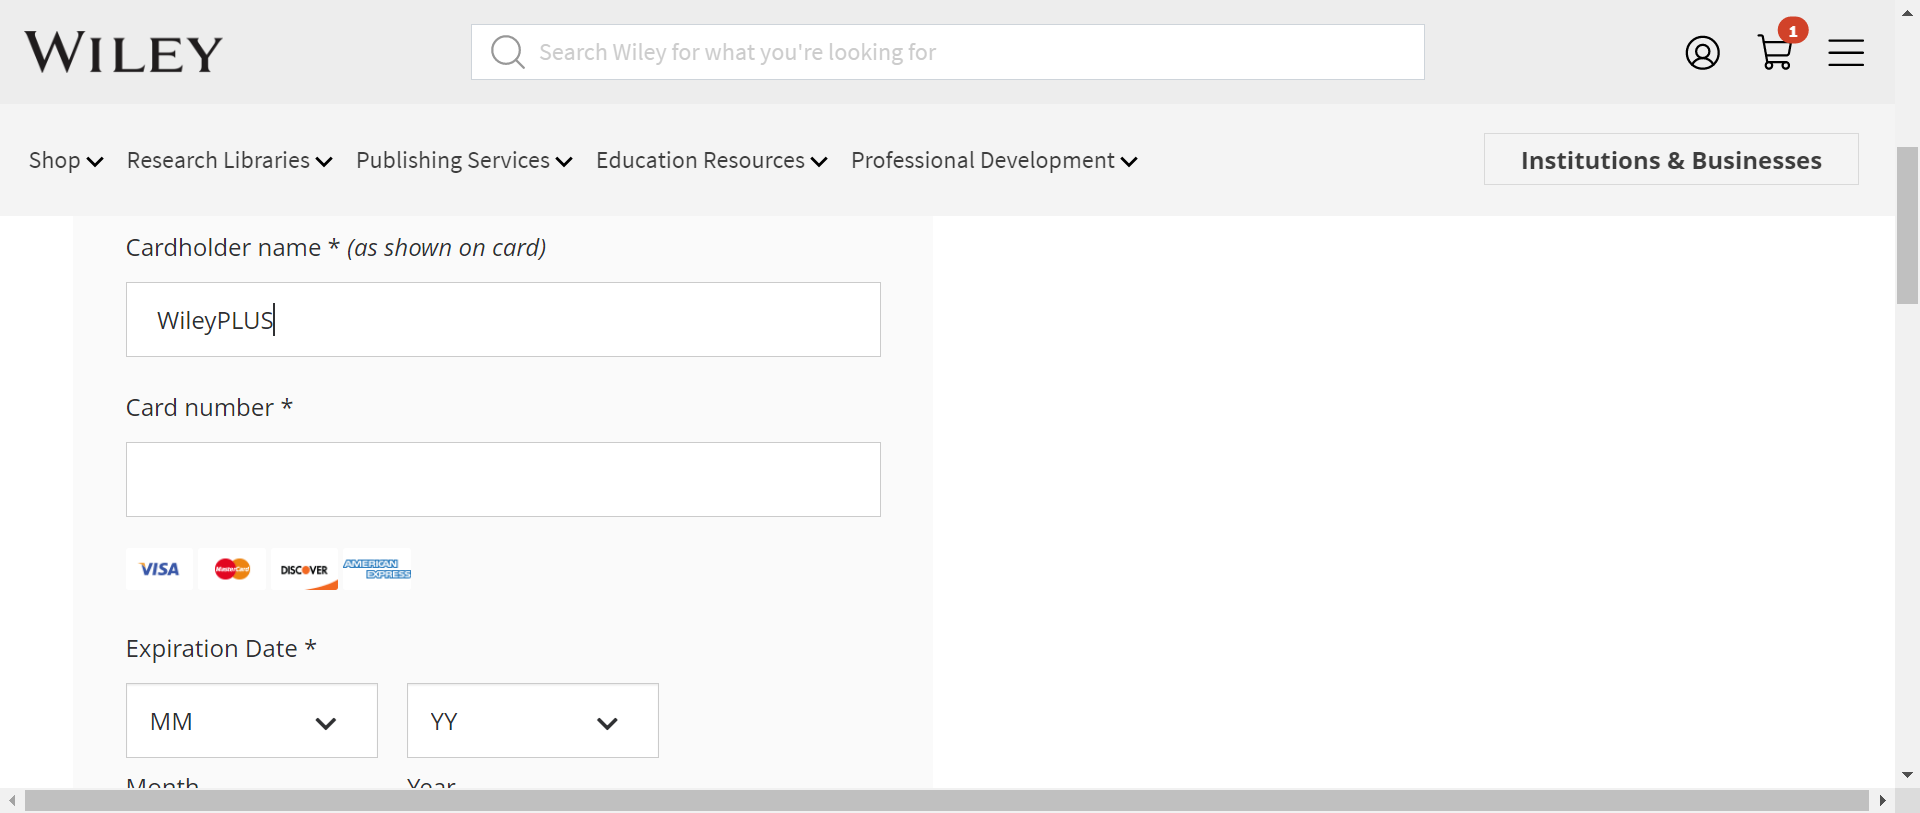 WILEY
Search Wiley for what you're looking for
1
Shop Research Libraries Publishing Services Education Resources Professional Development
Institutions & Businesses
Cardholder name * (as shown on card)
WileyPLUS
Card number *
VISA MasterCard DISCOVER AMERICAN EXPRESS
Expiration Date *
MM YY
Month Year